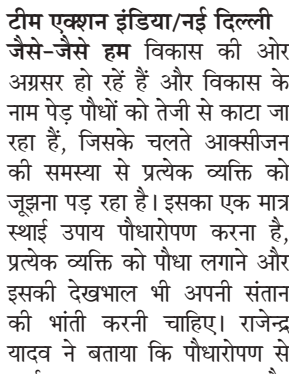 टीम एक्शन इंडिया/नई दिल्ली
जैसे-जैसे हम विकास की ओर
अग्रसर हो रहें हैं और विकास के
नाम पेड़ पौधों को तेजी से काटा जा
रहा हैं, जिसके चलते आक्सीजन
की समस्या से प्रत्येक व्यक्ति को
जूझना पड़ रहा है। इसका एक मात्र
स्थाई उपाय पौधारोपण करना है,
प्रत्येक व्यक्ति को पौधा लगाने और
इसकी देखभाल भी अपनी संतान
की भांती करनी चाहिए। राजेन्द्र
यादव ने बताया कि पौधारोपण से